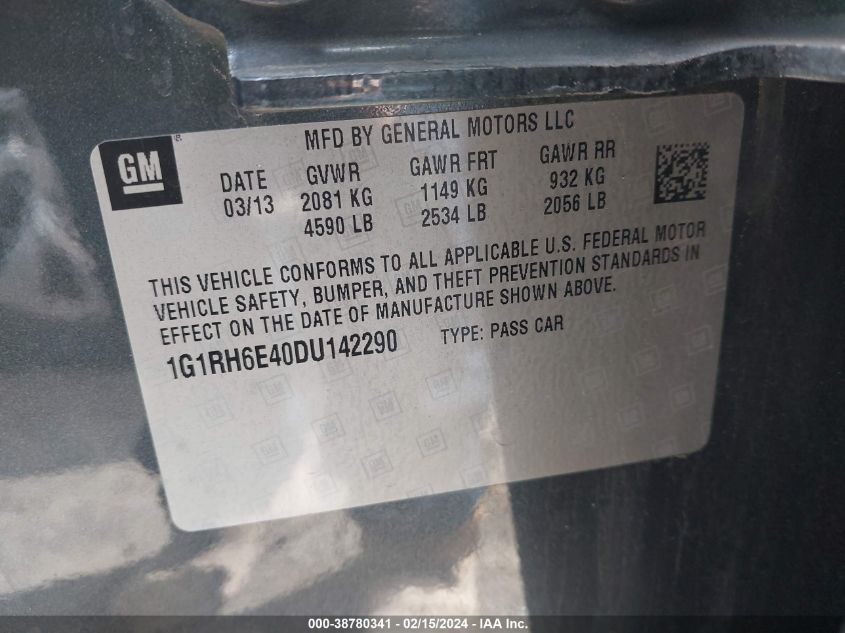 MFD BY GENERAL MOTORS LLC
GM
DATE GVWR GAWR FRT GAWR RR
03/13 2081 KG 1149 KG 932 KG
4590 LB 2534 LB 2056 LB
THIS VEHICLE CONFORMS TO ALL APPLICABLE U.S. FEDERAL MOTOR
VEHICLE SAFETY, BUMPER, AND THEFT PREVENTION STANDARDS IN
EFFECT ON THE DATE OF MANUFACTURE SHOWN ABOVE.
1G1RH6E40DU142290 TYPE: PASS CAR
000-38780341 - 02/15/2024 - IAA Inc.